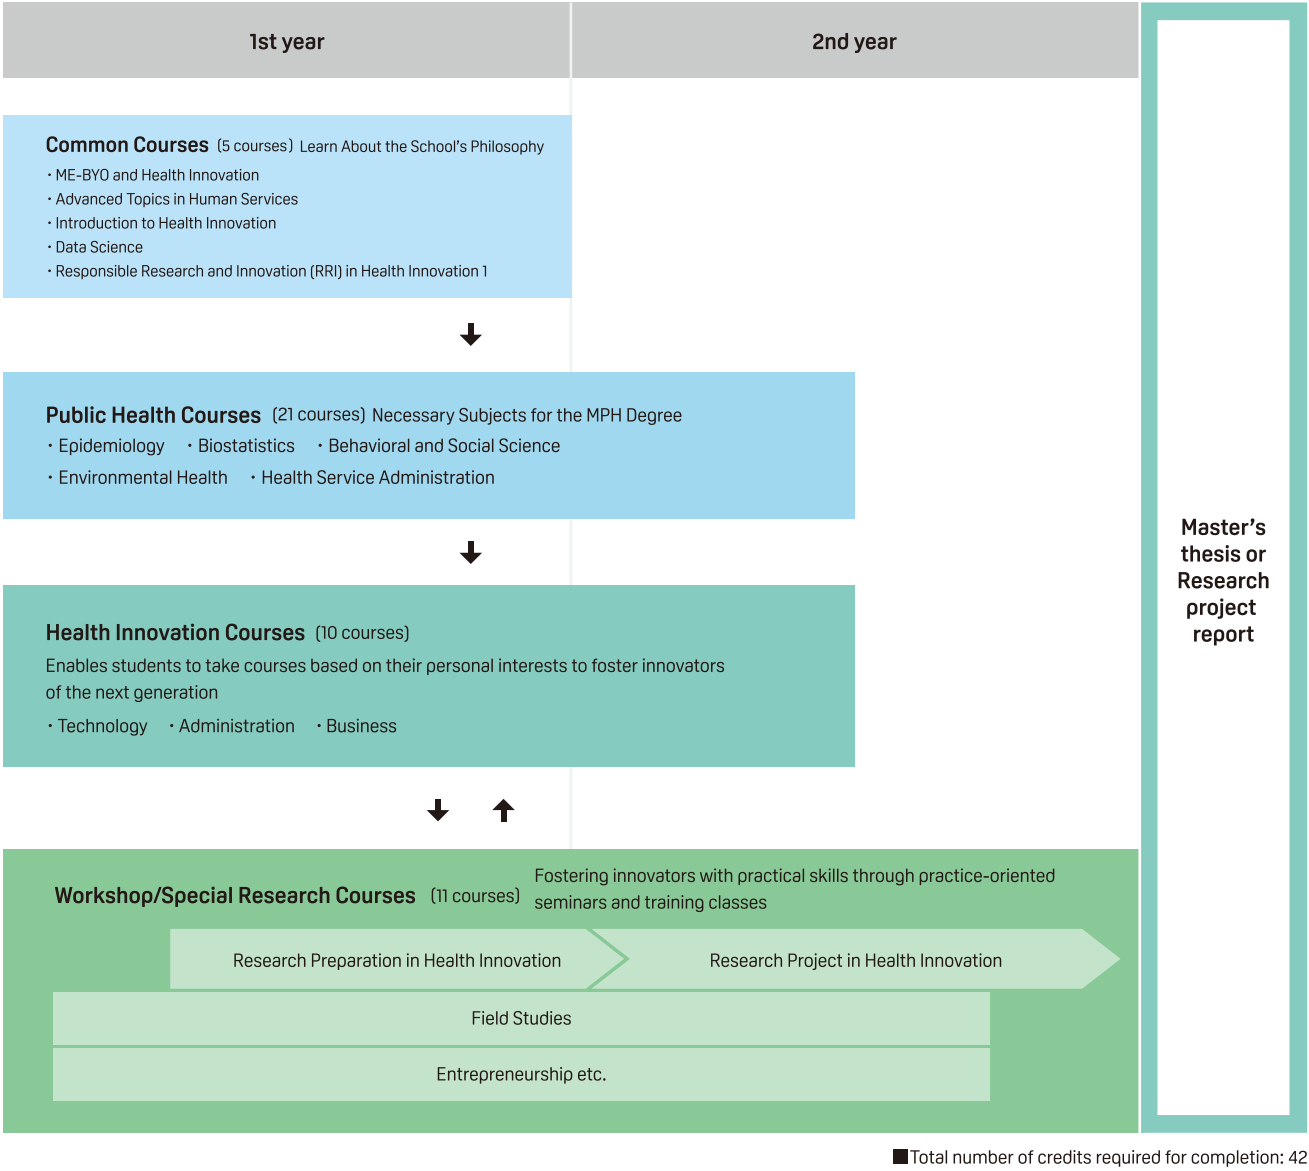 1st year
2nd year
Common Courses (5 courses) Learn About the School's Philosophy
・ME-BYO and Health Innovation
・Advanced Topics in Human Services
・Introduction to Health Innovation
・Data Science
・Responsible Research and Innovation (RRI) in Health Innovation 1
Public Health Courses (21 courses) Necessary Subjects for the MPH Degree
・Epidemiology ・Biostatistics ・Behavioral and Social Science
・Environmental Health ・Health Service Administration
Health Innovation Courses (10 courses)
Enables students to take courses based on their personal interests to foster innovators
of the next generation
・Technology ・Administration ・Business
Workshop/Special Research Courses (11 courses)
Fostering innovators with practical skills through practice-oriented
seminars and training classes
Research Preparation in Health Innovation
Research Project in Health Innovation
Field Studies
Entrepreneurship etc.
Master's
thesis or
Research
project
report
■Total number of credits required for completion: 42